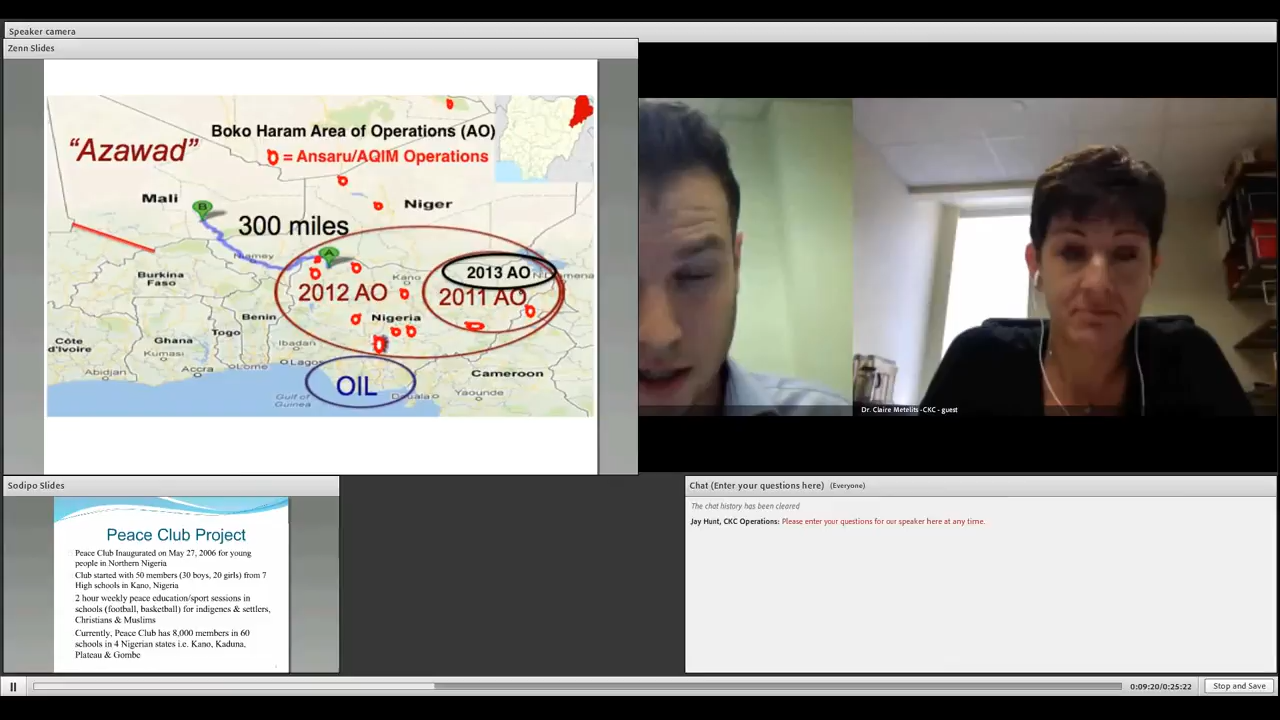 Speaker camera
Zenn Slides
Boko Haram Area of Operations (AO)
= Ansaru/AQIM Operations
“Azawad”
Mali
B
300 miles
Niger
Niamey
A
2013 AO
Burkina
Faso
2012 AO
Kano
2011 AO
Benin
Nigeria
Togo
Ghana
Ibadan
Côte
d'Ivoire
Kumasi
Lome
Lagos
Abidjan
Accra
OIL
Cameroon
Gulf of
Guinea
Douala
Yaounde
Dr. Claire Metelits -CKC - guest
Sodipo Slides
Peace Club Project
Peace Club Inaugurated on May 27, 2006 for young
people in Northern Nigeria
Club started with 50 members (30 boys, 20 girls) from 7
High schools in Kano, Nigeria
2 hour weekly peace education/sport sessions in
schools (football, basketball) for indigenes & settlers,
Christians & Muslims
Currently, Peace Club has 8,000 members in 60
schools in 4 Nigerian states i.e. Kano, Kaduna,
Plateau & Gombe
Chat (Enter your questions here) (Everyone)
The chat history has been cleared
Jay Hunt, CKC Operations: Please enter your questions for our speaker here at any time.
0:09:20/0:25:22
Stop and Save